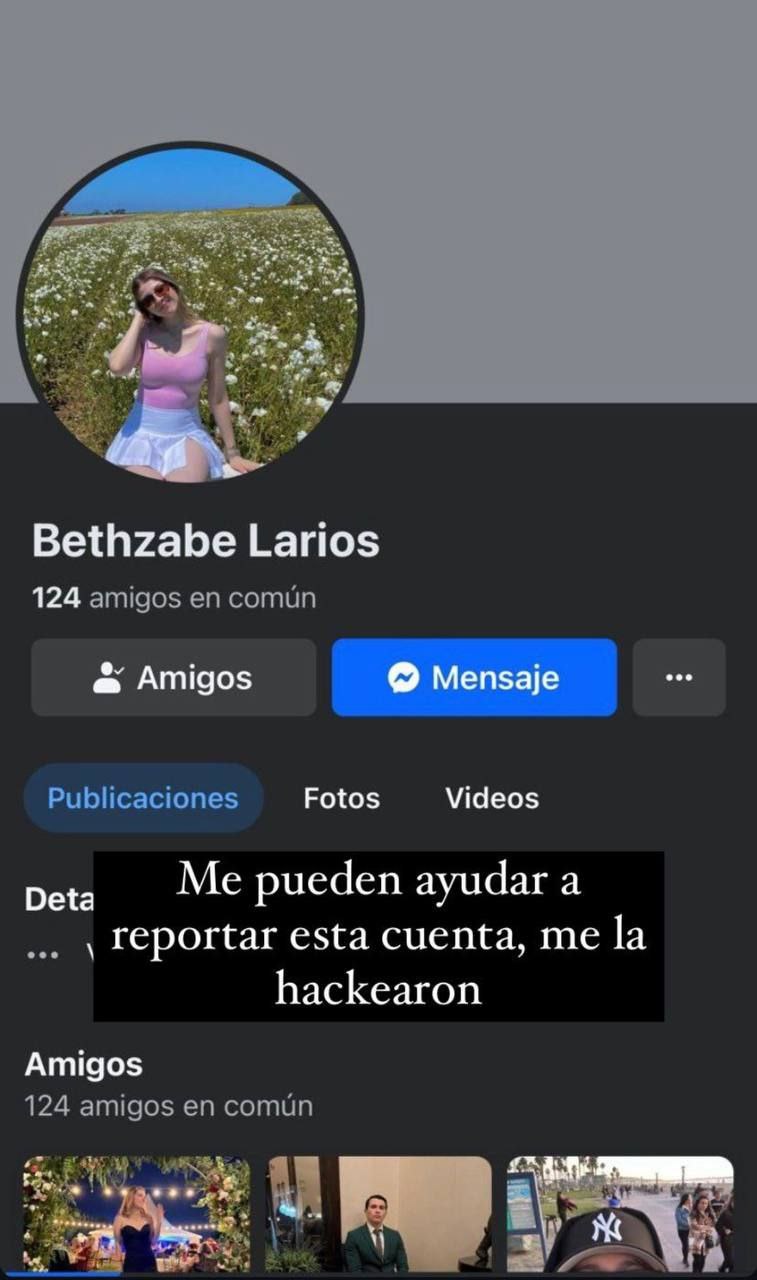 Bethzabe Larios
124 amigos en común
Amigos
Mensaje
Publicaciones
Fotos
Videos
Deta
Me pueden ayudar a
reportar esta cuenta, me la
hackearon
Amigos
124 amigos en común
NY